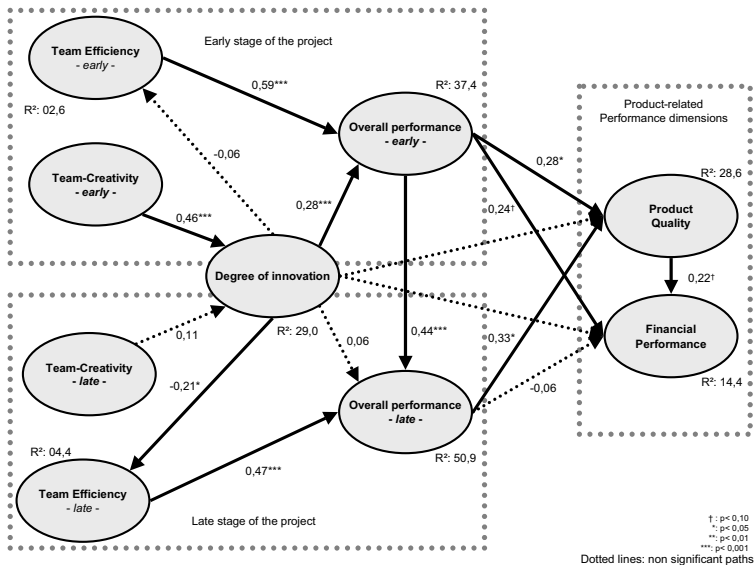 Early stage of the project
Team Efficiency
- early -
R²: 02,6
0,59***
R²: 37,4
Overall performance
- early -
Product-related
Performance dimensions
-0,06
Team-Creativity
- early -
0,46***
0,28***
0,28*
0,24†
R²: 28,6
Product
Quality
Degree of innovation
0,22†
R²: 29,0
0,11
0,06
0,44***
0,33*
Financial
Performance
Team-Creativity
- late -
-0,21*
-0,06
R²: 14,4
Overall performance
- late -
R²: 50,9
R²: 04,4
Team Efficiency
- late -
0,47***
Late stage of the project
† : p< 0,10
*: p< 0,05
**: p< 0,01
***: p< 0,001
Dotted lines: non significant paths